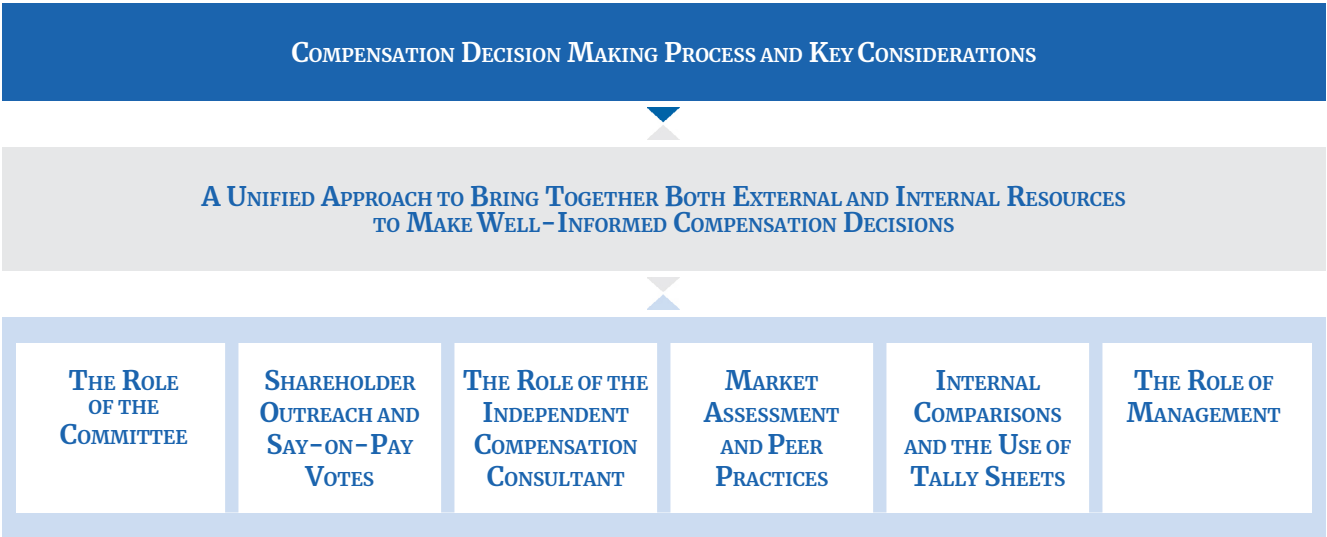 Compensation Decision Making Process and Key Considerations
A Unified Approach to Bring Together Both External and Internal Resources
to Make Well-Informed Compensation Decisions
The Role
of the
Committee
Shareholder
Outreach and
Say-on-Pay
Votes
The Role of the
Independent
Compensation
Consultant
Market
Assessment
and Peer
Practices
Internal
Comparisons
and the Use of
Tally Sheets
The Role of
Management